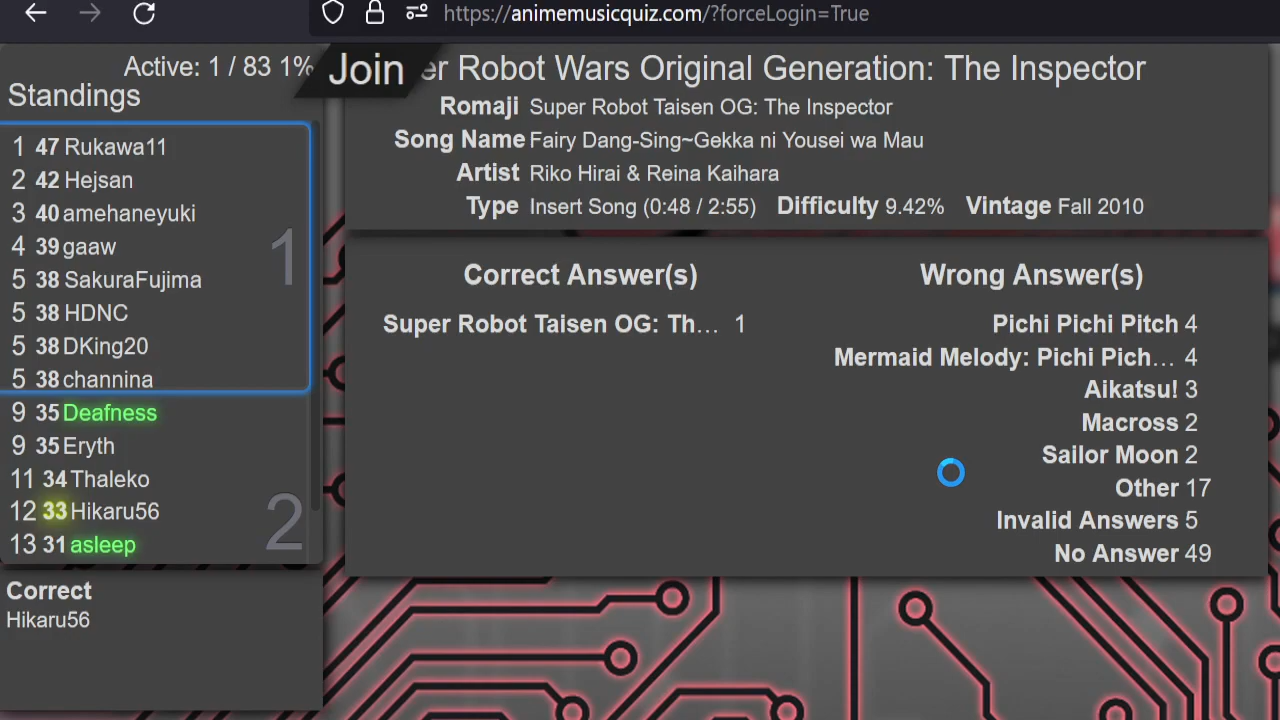 https://animemusicquiz.com/?forceLogin=True
Active: 1 / 83 1%
Join
er Robot Wars Original Generation: The Inspector
Standings
Romaji Super Robot Taisen OG: The Inspector
Song Name Fairy Dang-Sing~Gekka ni Yousei wa Mau
Artist Riko Hirai & Reina Kaihara
Type Insert Song (0:48 / 2:55) Difficulty 9.42% Vintage Fall 2010
1 47 Rukawa11
2 42 Hejsan
3 40 amehaneyuki
4 39 gaaw
5 38 SakuraFujima
5 38 HDNC
5 38 DKing20
5 38 channina
1
9 35 Deafness
9 35 Eryth
11 34 Thaleko
12 33 Hikaru56
13 31 asleep
2
Correct
Hikaru56
Correct Answer(s)
Super Robot Taisen OG: Th... 1
Wrong Answer(s)
Pichi Pichi Pitch 4
Mermaid Melody: Pichi Pich... 4
Aikatsu! 3
Macross 2
Sailor Moon 2
Other 17
Invalid Answers 5
No Answer 49